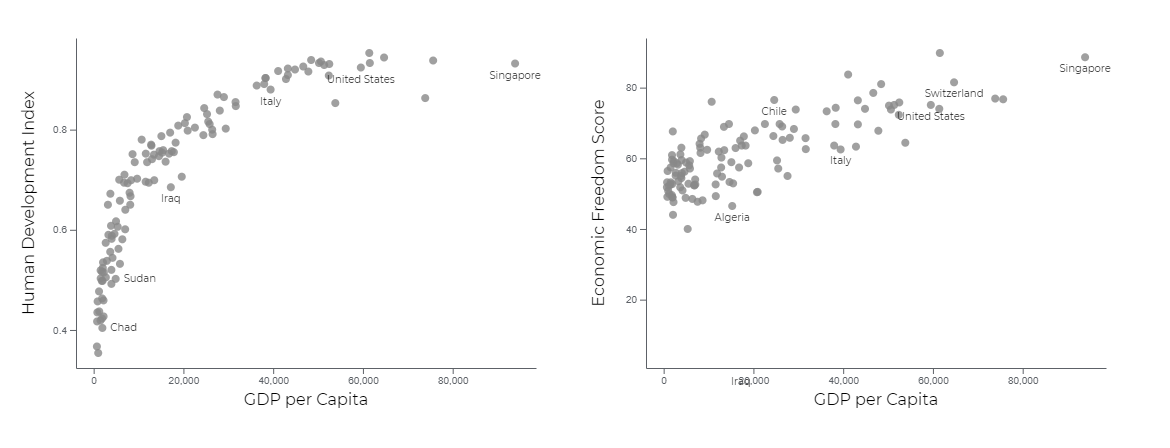 Human Development Index
0.8
0.6
0.4
United States
Singapore
Italy
Iraq
Sudan
Chad
0
20,000
40,000
60,000
80,000
GDP per Capita
Economic Freedom Score
80
60
40
20
Singapore
Switzerland
Chile
United States
Italy
Algeria
Iraq
0
20,000
40,000
60,000
80,000
GDP per Capita